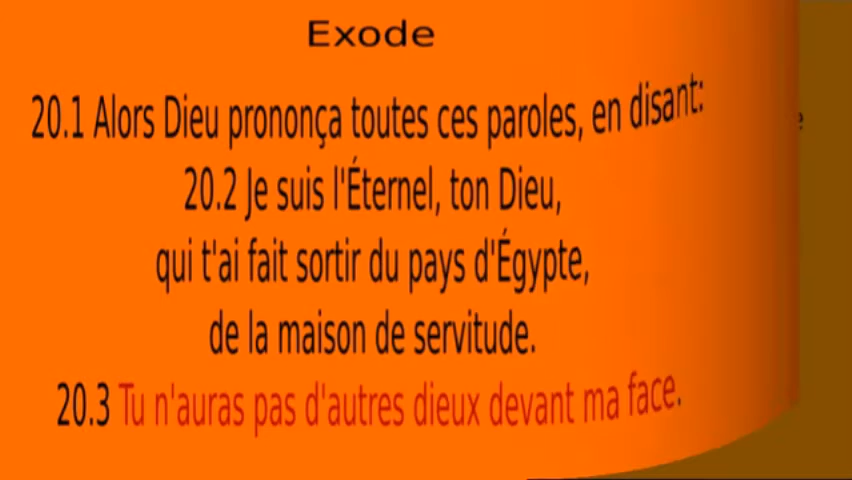 Exode
20.1 Alors Dieu prononça toutes ces paroles, en disant:
20.2 Je suis l'Éternel, ton Dieu,
qui t'ai fait sortir du pays d'Égypte,
de la maison de servitude.
20.3 Tu n'auras pas d'autres dieux devant ma face.